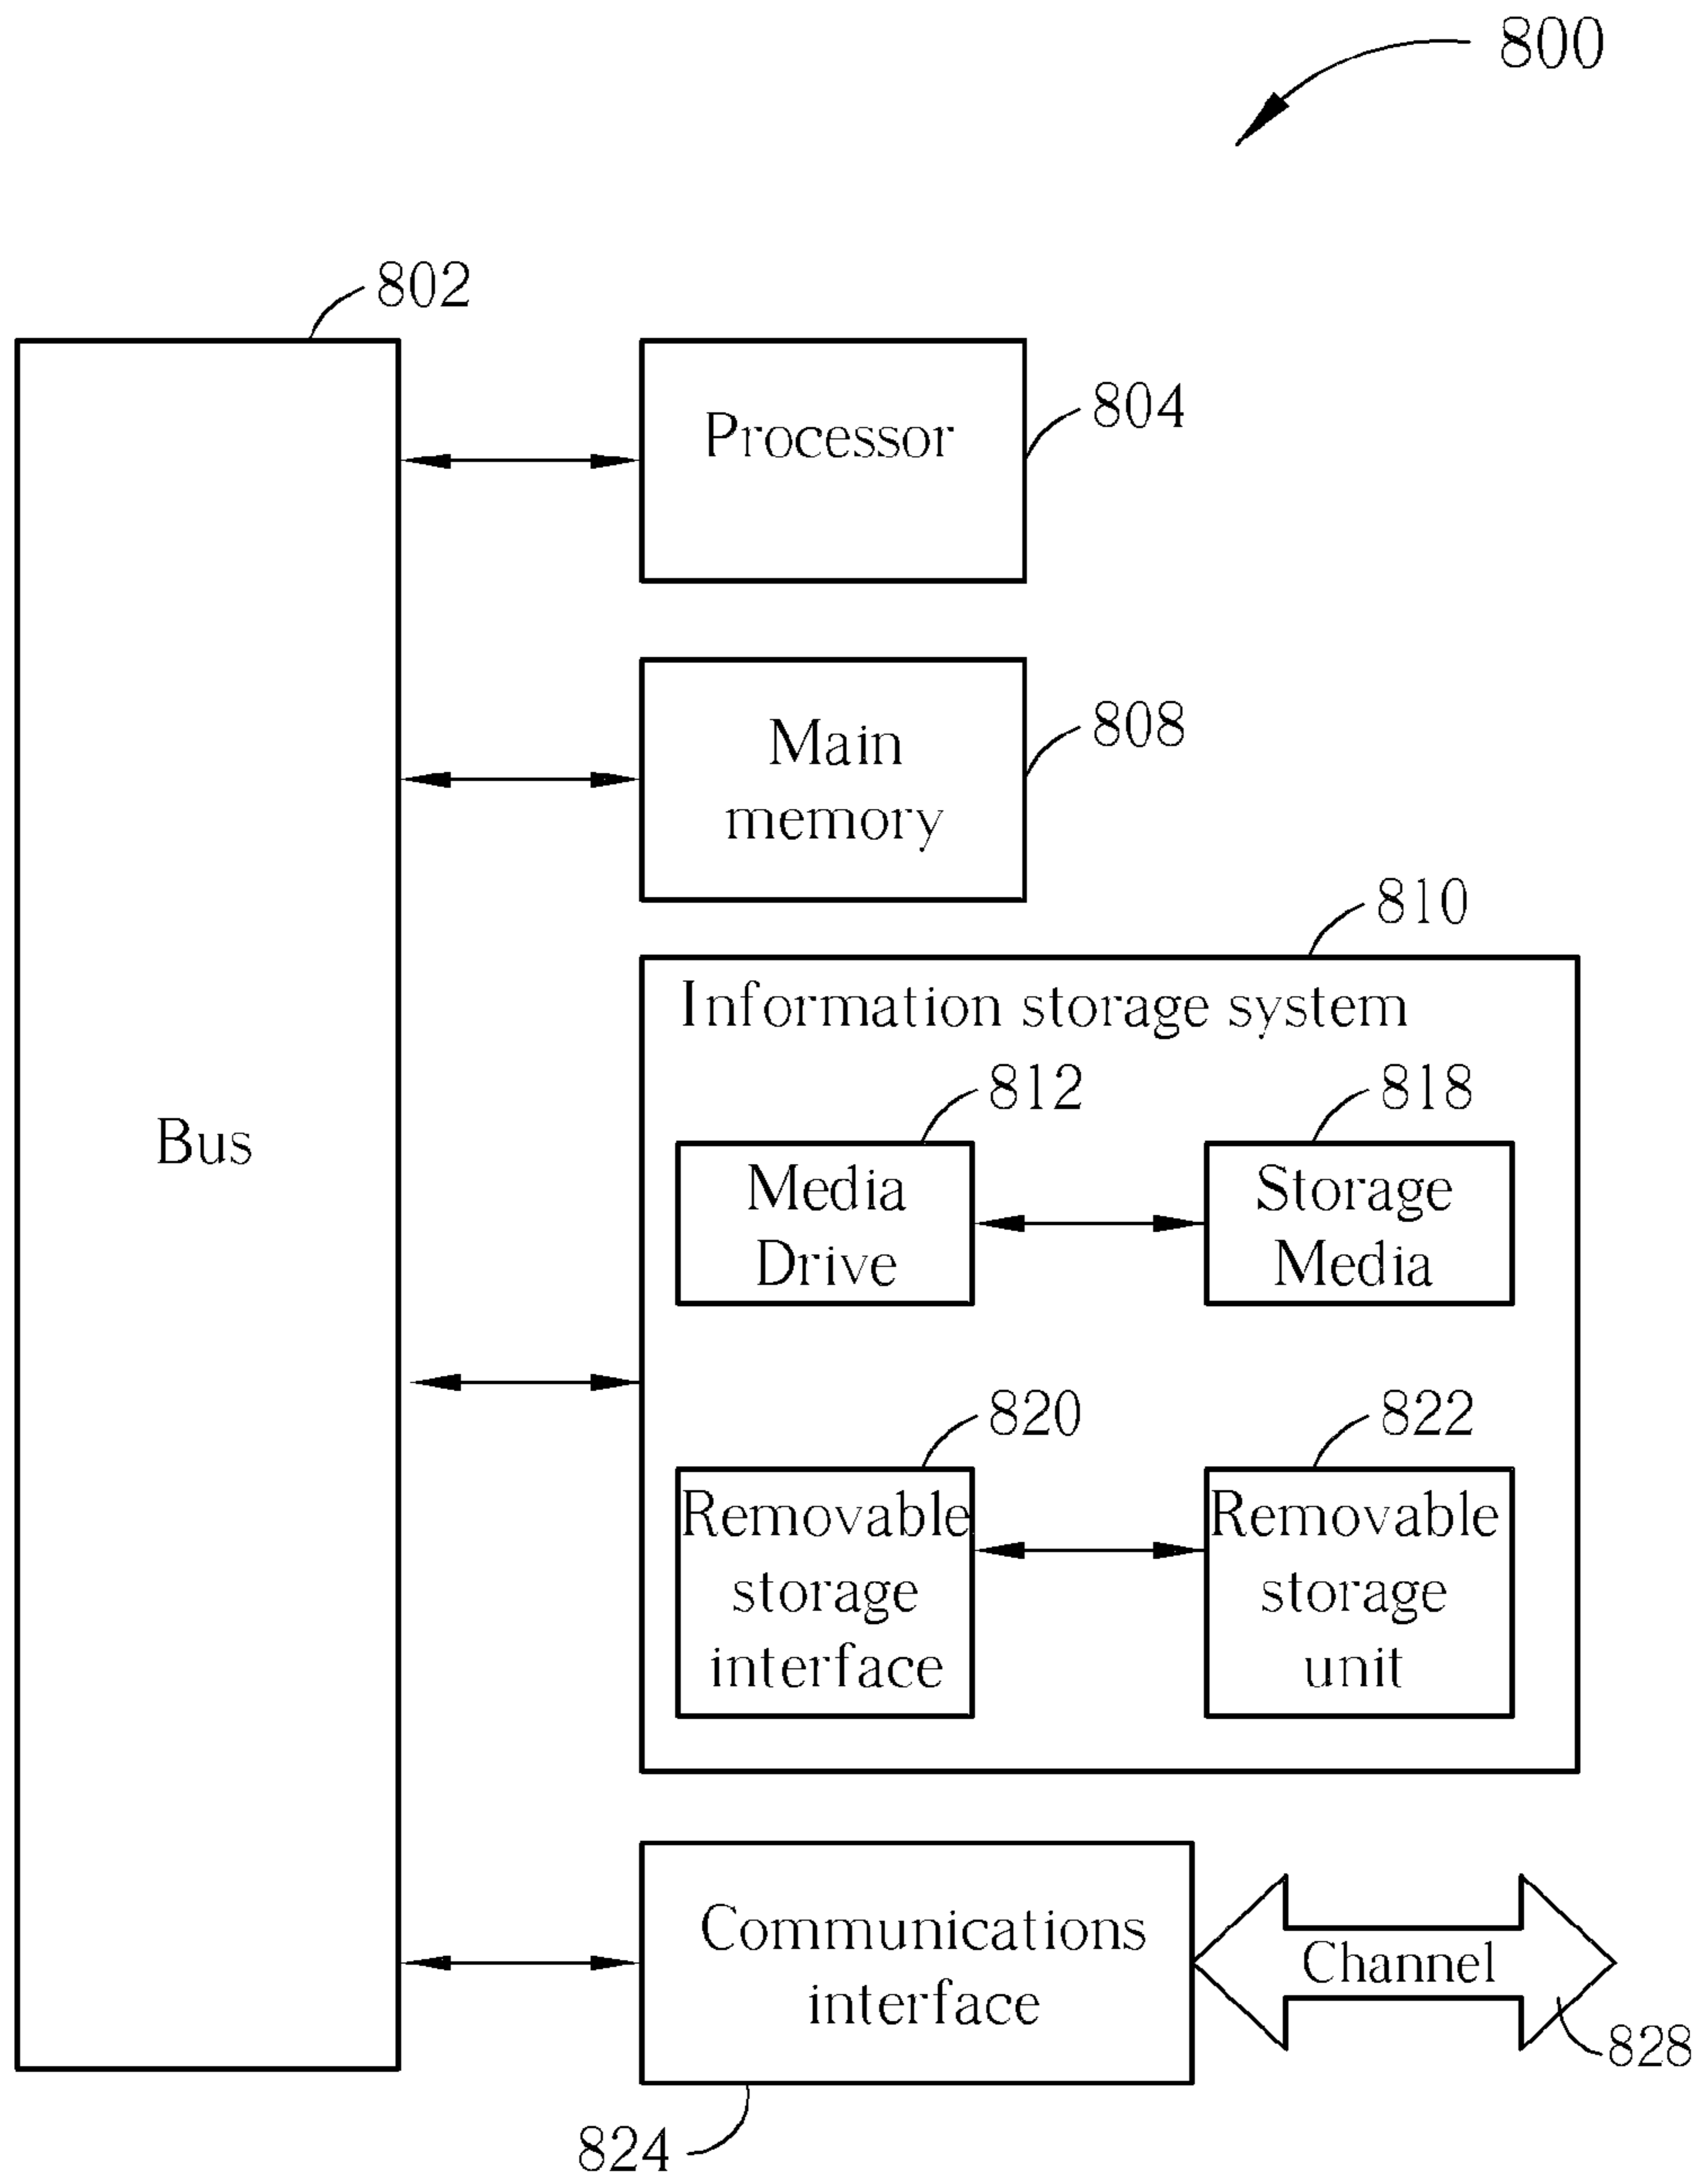 800
802
Processor
804
Main
memory
808
810
Information storage system
812
818
Media
Drive
Storage
Media
Bus
820
822
Removable
storage
interface
Removable
storage
unit
Communications
interface
Channel
828
824